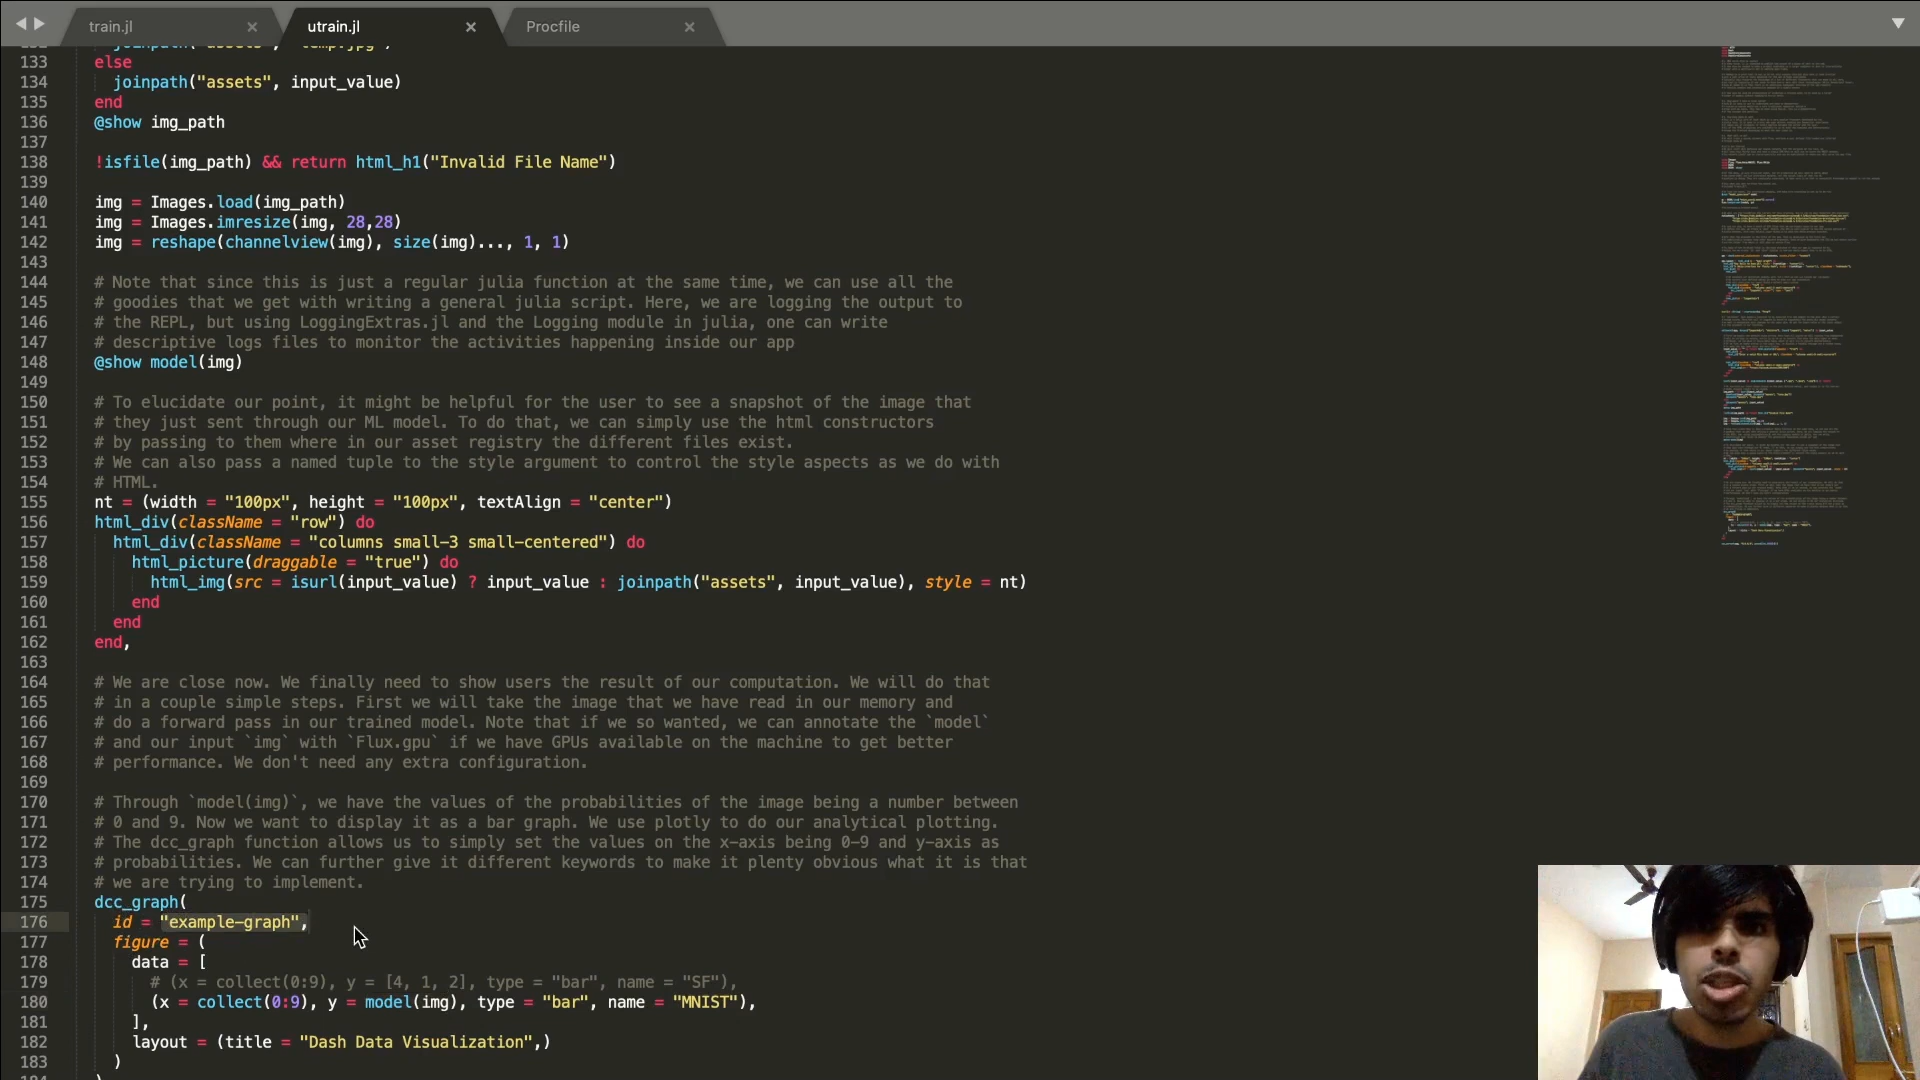 train.jl
utrain.jl
Procfile
133 else
134 joinpath("assets", input_value)
135 end
136 @show img_path
137
138 !isfile(img_path) && return html_h1("Invalid File Name")
139
140 img = Images.load(img_path)
141 img = Images.imresize(img, 28,28)
142 img = reshape(channelview(img), size(img)..., 1, 1)
143
144 # Note that since this is just a regular julia function at the same time, we can use all the
145 # goodies that we get with writing a general julia script. Here, we are logging the output to
146 # the REPL, but using LoggingExtras.jl and the Logging module in julia, one can write
147 # descriptive logs files to monitor the activities happening inside our app
148 @show model(img)
149
150 # To elucidate our point, it might be helpful for the user to see a snapshot of the image that
151 # they just sent through our ML model. To do that, we can simply use the html constructors
152 # by passing to them where in our asset registry the different files exist.
153 # We can also pass a named tuple to the style argument to control the style aspects as we do with
154 # HTML.
155 nt = (width = "100px", height = "100px", textAlign = "center")
156 html_div(className = "row") do
157 html_div(className = "columns small-3 small-centered") do
158 html_picture(draggable = "true") do
159 html_img(src = isurl(input_value) ? input_value : joinpath("assets", input_value), style = nt)
160 end
161 end
162 end,
163
164 # We are close now. We finally need to show users the result of our computation. We will do that
165 # in a couple simple steps. First we will take the image that we have read in our memory and
166 # do a forward pass in our trained model. Note that if we so wanted, we can annotate the `model`
167 # and our input `img` with `Flux.gpu` if we have GPUs available on the machine to get better
168 # performance. We don't need any extra configuration.
169
170 # Through `model(img)`, we have the values of the probabilities of the image being a number between
171 # 0 and 9. Now we want to display it as a bar graph. We use plotly to do our analytical plotting.
172 # The dcc_graph function allows us to simply set the values on the x-axis being 0-9 and y-axis as
173 # probabilities. We can further give it different keywords to make it plenty obvious what it is that
174 # we are trying to implement.
175 dcc_graph(
176 id = "example-graph",
177 figure = (
178 data = [
179 # (x = collect(0:9), y = [4, 1, 2], type = "bar", name = "SF"),
180 (x = collect(0:9), y = model(img), type = "bar", name = "MNIST"),
181 ],
182 layout = (title = "Dash Data Visualization",)
183 )